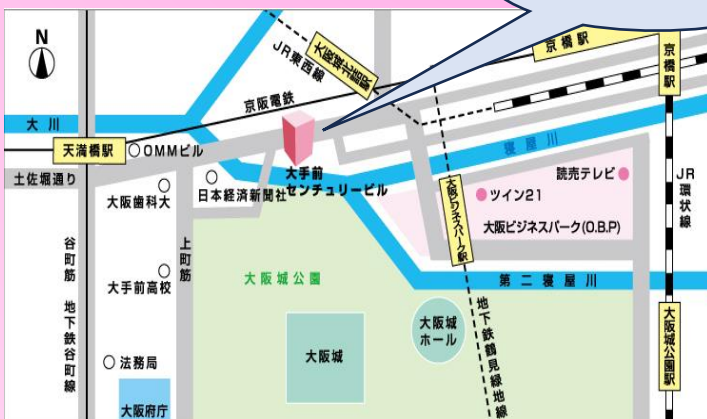 N
JR東西線
大阪城北詰駅
京橋駅
京橋駅
京阪電鉄
大川
天満橋駅
OMMビル
土佐堀通り
大阪歯科大
日本経済新聞社
大手前
センチュリービル
寝屋川
読売テレビ
ツイン21
大阪ビジネスパーク(O.B.P)
大阪ビジネスパーク駅
JR環状線
谷町筋
地下鉄谷町線
上町筋
大手前高校
大阪城公園
第二寝屋川
法務局
大阪城
大阪城
ホール
地下鉄鶴見緑地線
大阪城公園駅
大阪府庁